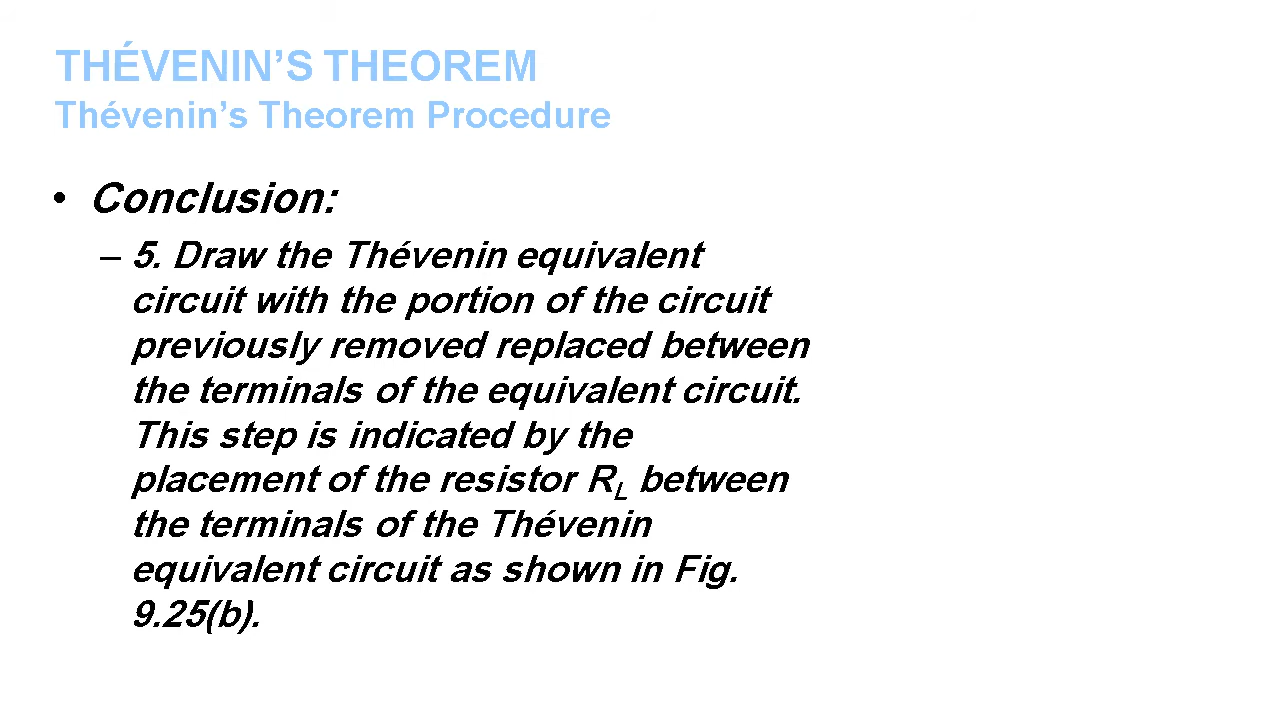 THÉVENIN’S THEOREM
Thévenin’s Theorem Procedure
• Conclusion:
– 5. Draw the Thévenin equivalent
circuit with the portion of the circuit
previously removed replaced between
the terminals of the equivalent circuit.
This step is indicated by the
placement of the resistor RL between
the terminals of the Thévenin
equivalent circuit as shown in Fig.
9.25(b).